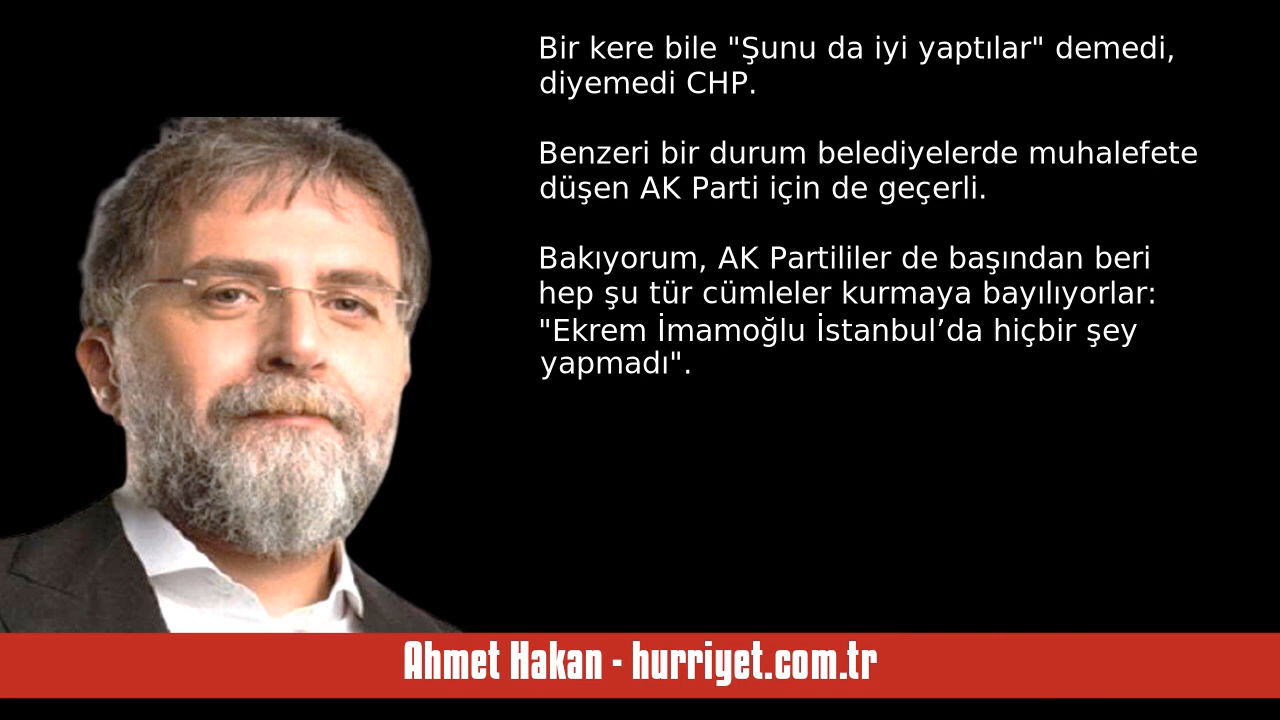 Bir kere bile "Şunu da iyi yaptılar" demedi,
diyemedi CHP.
Benzeri bir durum belediyelerde muhalefete
düşen AK Parti için de geçerli.
Bakıyorum, AK Partililer de başından beri
hep şu tür cümleler kurmaya bayılıyorlar:
"Ekrem İmamoğlu İstanbul’da hiçbir şey
yapmadı".
Ahmet Hakan - hurriyet.com.tr